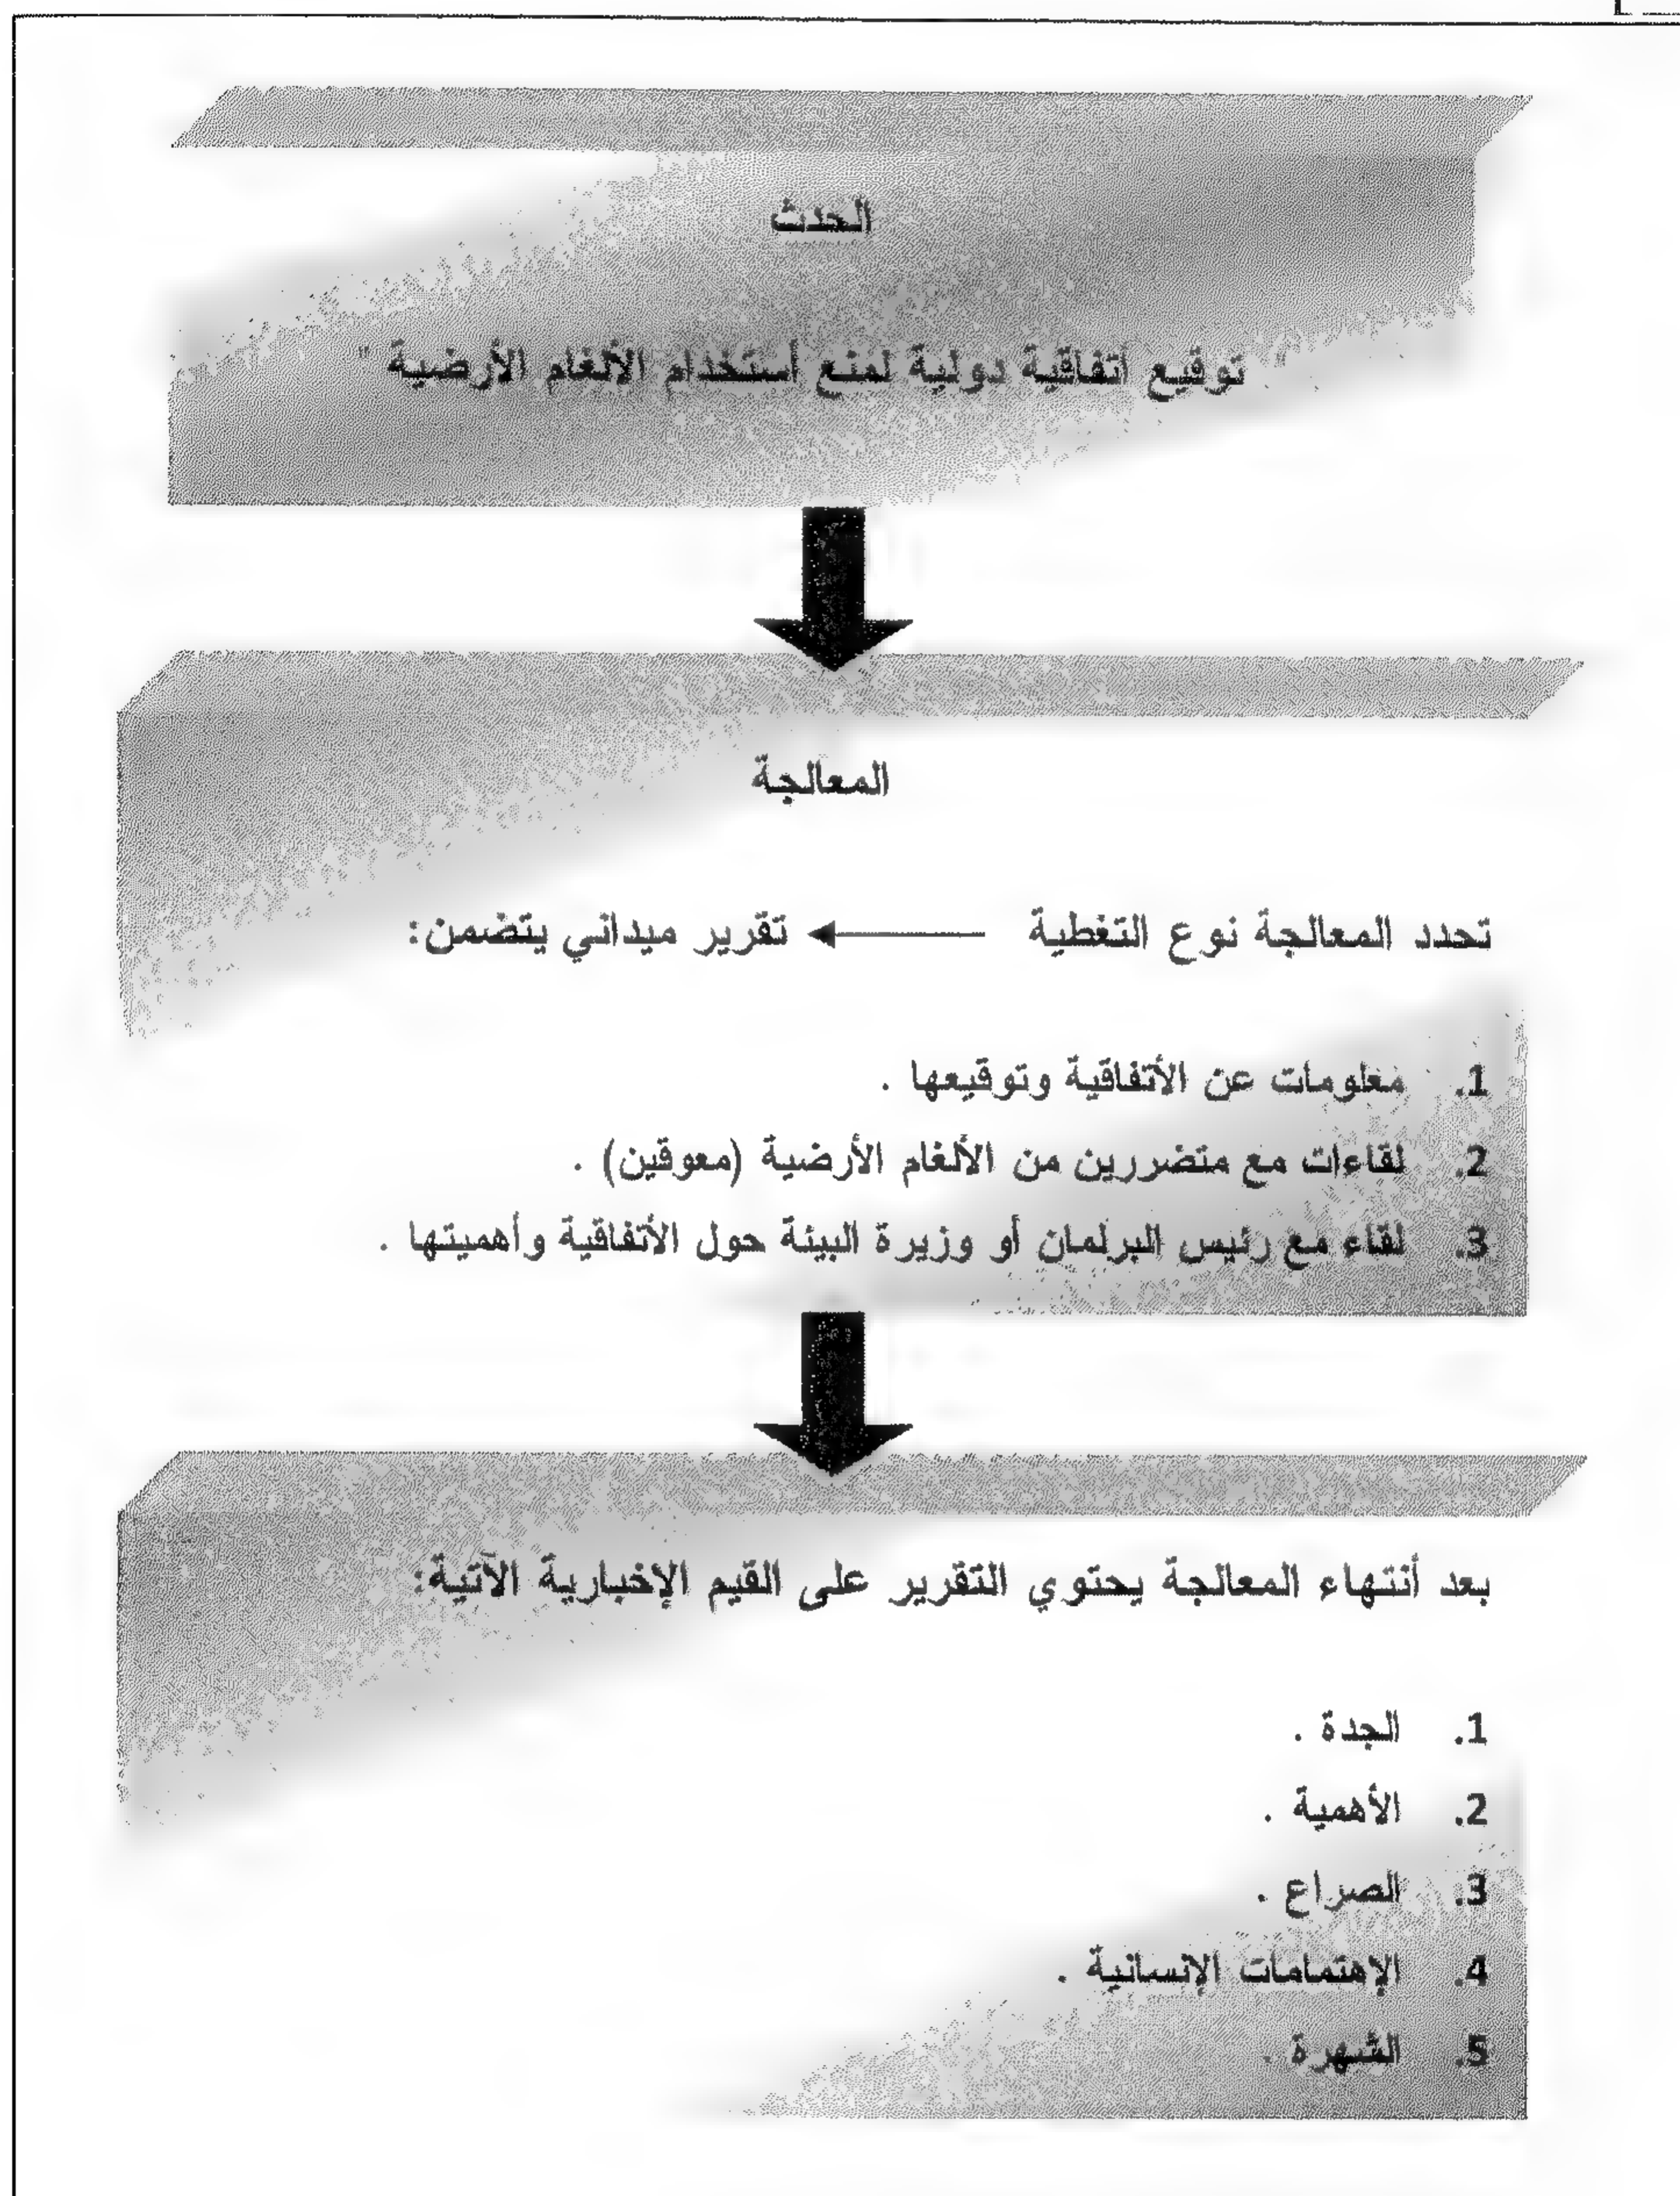 الحدث
" توقيع أتفاقية دولية لمنع أستخدام الألغام الأرضية "
المعالجة
تحدد المعالجة نوع التغطية ← تقرير ميداني يتضمن:
1. معلومات عن الأتفاقية وتوقيعها .
2. لقاءات مع متضررين من الألغام الأرضية (معوقين) .
3. لقاء مع رئيس البرلمان أو وزيرة البيئة حول الأتفاقية وأهميتها .
بعد أنتهاء المعالجة يحتوي التقرير على القيم الإخبارية الآتية:
1. الجدة .
2. الأهمية .
3. الصراع .
4. الإهتمامات الإنسانية .
5. الشهرة .